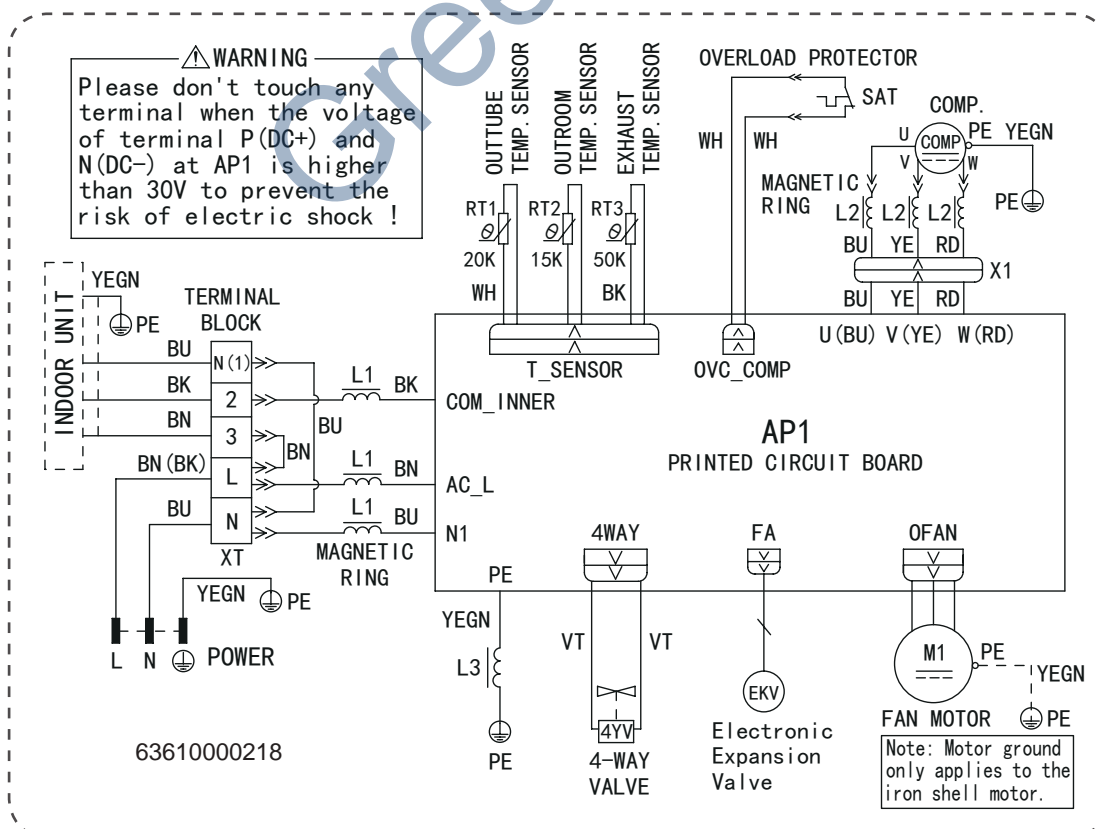 Gree
WARNING
Please don't touch any
terminal when the voltage
of terminal P(DC+) and
N(DC-) at AP1 is higher
than 30V to prevent the
risk of electric shock !
OUTTUBE
TEMP. SENSOR
OUTROOM
TEMP. SENSOR
EXHAUST
TEMP. SENSOR
RT1
RT2
RT3
θ
θ
θ
20K
15K
50K
WH
BK
OVERLOAD PROTECTOR
SAT
WH
WH
COMP.
COMP
U
V
W
PE
YEGN
PE
MAGNETIC
RING
L2
L2
L2
BU
YE
RD
X1
BU
YE
RD
U(BU)
V(YE)
W(RD)
INDOOR UNIT
YEGN
PE
TERMINAL
BLOCK
BU
N(1)
BK
2
BN
3
BN(BK)
L
BU
N
XT
BU
BN
L1
BK
L1
BN
L1
BU
MAGNETIC
RING
YEGN
PE
L
N
POWER
T_SENSOR
OVC_COMP
COM_INNER
AP1
PRINTED CIRCUIT BOARD
AC_L
N1
PE
4WAY
FA
OFAN
YEGN
L3
PE
VT
VT
4YV
4-WAY
VALVE
EKV
Electronic
Expansion
Valve
M1
PE
YEGN
PE
FAN MOTOR
Note: Motor ground
only applies to the
iron shell motor.
63610000218